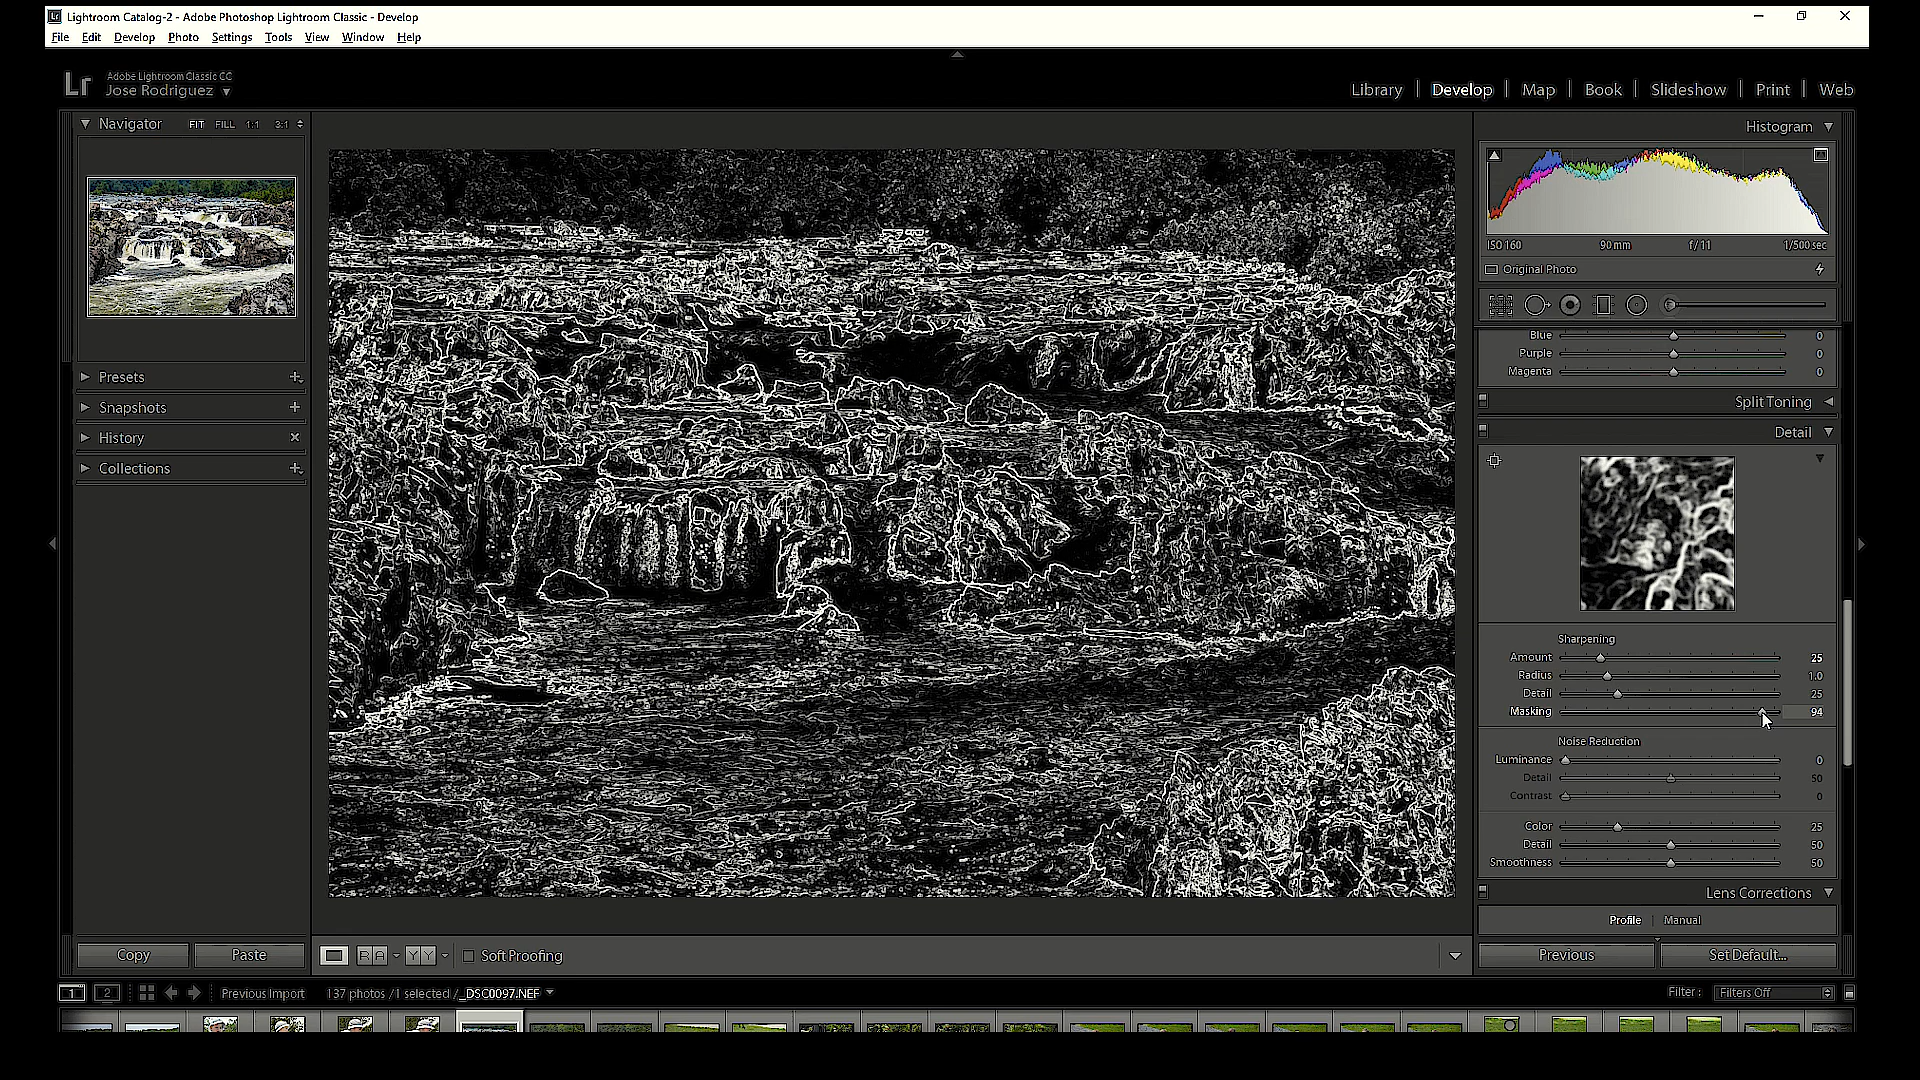 Lightroom Catalog-2 - Adobe Photoshop Lightroom Classic - Develop
File Edit Develop Photo Settings Tools View Window Help
Lr
Adobe Lightroom Classic CC
Jose Rodriguez
Library | Develop | Map | Book | Slideshow | Print | Web
Navigator FIT FILL 1:1 3:1
Histogram
ISO 160 90 mm f / 11 1/500 sec
Original Photo
Blue 0
Purple 0
Magenta 0
Presets
Snapshots
History
Collections
Split Toning
Detail
Sharpening
Amount 25
Radius 1.0
Detail 25
Masking 94
Noise Reduction
Luminance 0
Detail 50
Contrast 0
Color 25
Detail 50
Smoothness 50
Lens Corrections
Profile | Manual
Copy Paste
R A Y Y Soft Proofing
Previous Set Default...
1 2 Previous Import 137 photos / 1 selected / _DSC0097.NEF
Filter : Filters Off